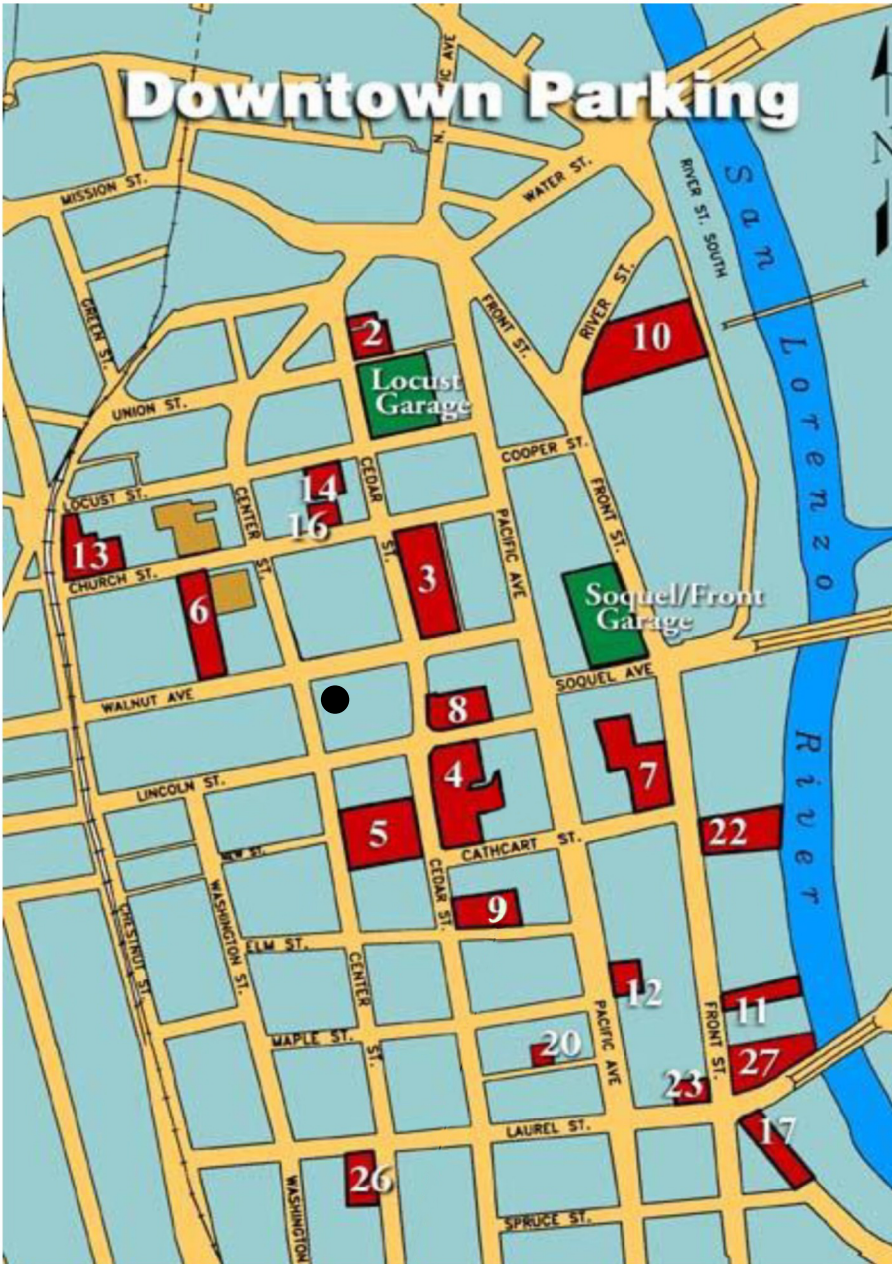 Downtown Parking
N.
IC AVE
N
MISSION ST.
WATER ST.
RIVER ST. SOUTH
San Lorenzo River
GREEN ST.
FRONT ST.
RIVER ST.
10
2
Locust
Garage
UNION ST.
COOPER ST.
CEDAR
ST.
14
16
LOCUST ST.
CENTER
ST.
PACIFIC AVE
FRONT ST.
13
CHURCH ST.
3
6
Soquel/Front
Garage
SOQUEL AVE
WALNUT AVE
8
4
7
LINCOLN ST.
5
22
NEW ST.
CATHCART ST.
CEDAR ST.
9
CHESTNUT ST.
WASHINGTON ST.
ELM ST.
CENTER
ST.
12
11
PACIFIC AVE
FRONT ST.
MAPLE ST.
20
27
23
LAUREL ST.
17
26
WASHINGTON
SPRUCE ST.